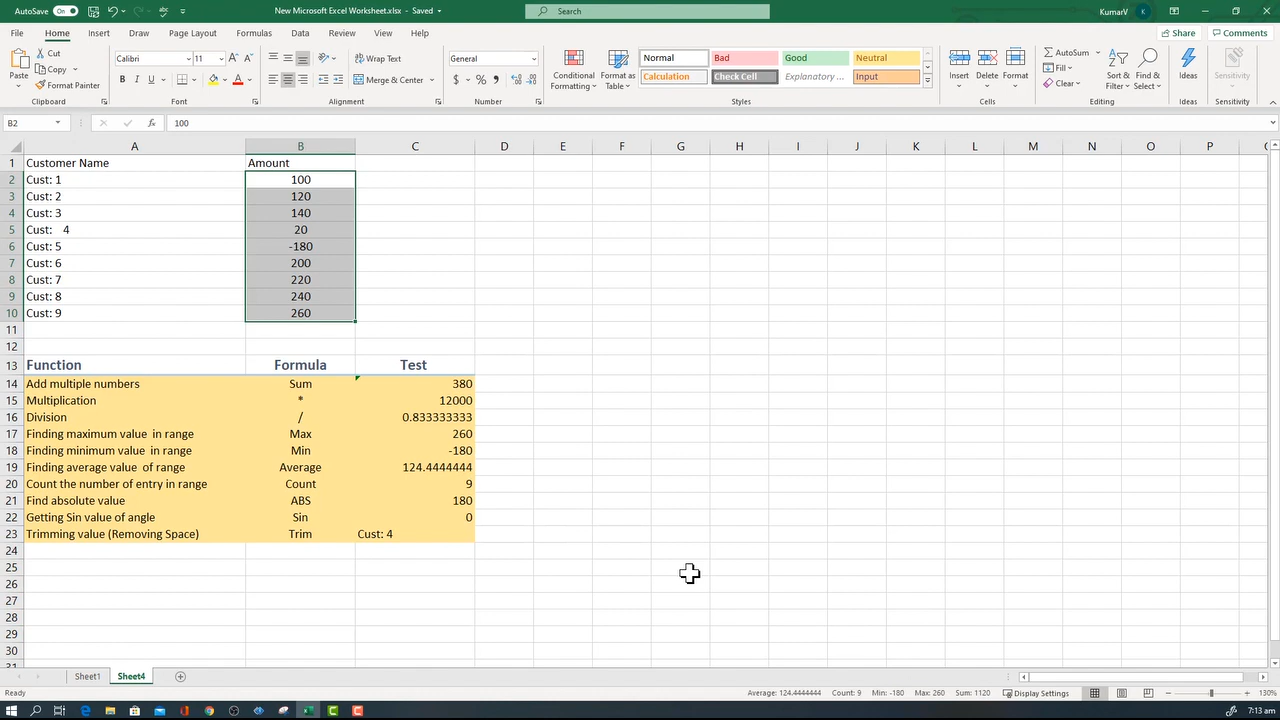 AutoSave On New Microsoft Excel Worksheet.xlsx - Saved Search KumarV K
File Home Insert Draw Page Layout Formulas Data Review View Help Share Comments
Paste Cut Copy Format Painter Clipboard
Calibri 11 B I U A A A Font
Wrap Text Merge & Center Alignment
General $ % , Number
Conditional Formatting Format as Table Normal Bad Good Neutral Calculation Check Cell Explanatory ... Input Styles
Insert Delete Format Cells
AutoSum Fill Clear Sort & Filter Find & Select Editing
Ideas Ideas Sensitivity Sensitivity
B2 fx 100
A B C D E F G H I J K L M N O P
1 Customer Name Amount
2 Cust: 1 100
3 Cust: 2 120
4 Cust: 3 140
5 Cust:    4 20
6 Cust: 5 -180
7 Cust: 6 200
8 Cust: 7 220
9 Cust: 8 240
10 Cust: 9 260
11
12
13 Function Formula Test
14 Add multiple numbers Sum 380
15 Multiplication * 12000
16 Division / 0.833333333
17 Finding maximum value  in range Max 260
18 Finding minimum value  in range Min -180
19 Finding average value  of range Average 124.4444444
20 Count the number of entry in range Count 9
21 Find absolute value ABS 180
22 Getting Sin value of angle Sin 0
23 Trimming value (Removing Space) Trim Cust: 4
24
25
26
27
28
29
30
Sheet1 Sheet4
Ready Average: 124.4444444 Count: 9 Min: -180 Max: 260 Sum: 1120 Display Settings 130%
7:13 am